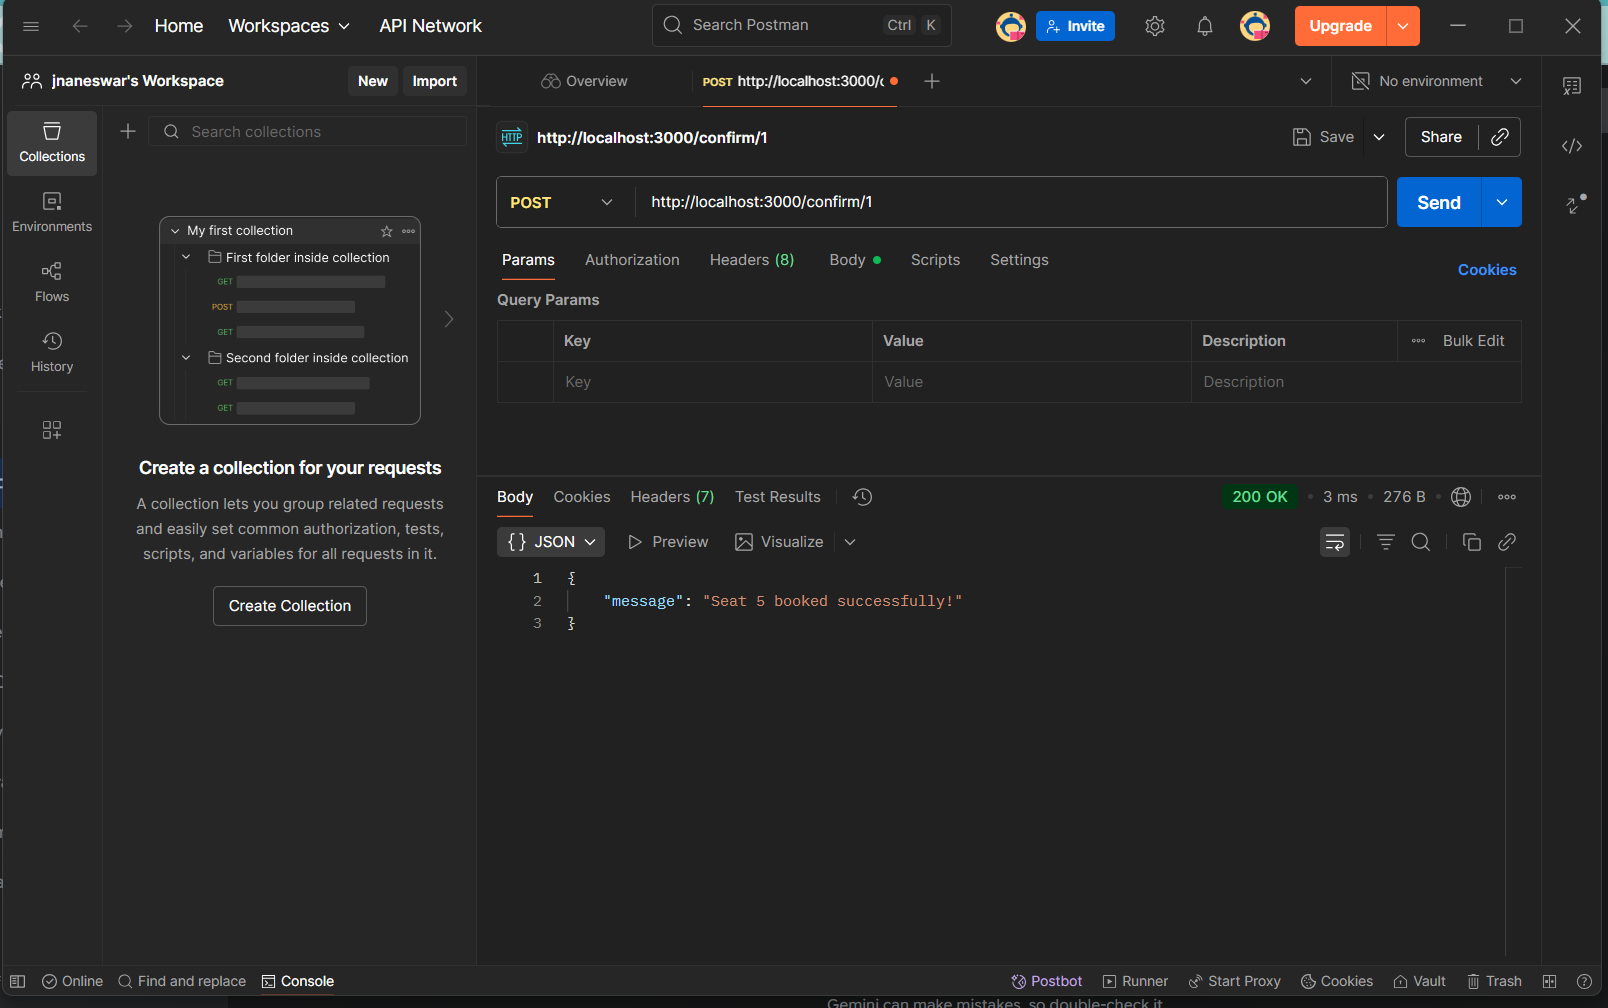 Home
Workspaces
API Network
Search Postman
Ctrl
K
Invite
Upgrade
jnaneswar's Workspace
New
Import
Overview
POST http://localhost:3000/c
No environment
Collections
Environments
Flows
History
Search collections
My first collection
First folder inside collection
GET
POST
GET
Second folder inside collection
GET
GET
Create a collection for your requests
A collection lets you group related requests
and easily set common authorization, tests,
scripts, and variables for all requests in it.
Create Collection
HTTP
http://localhost:3000/confirm/1
Save
Share
POST
http://localhost:3000/confirm/1
Send
Params
Authorization
Headers (8)
Body
Scripts
Settings
Cookies
Query Params
Key
Value
Description
Bulk Edit
Key
Value
Description
Body
Cookies
Headers (7)
Test Results
200 OK
3 ms
276 B
{} JSON
Preview
Visualize
1 {
2 "message": "Seat 5 booked successfully!"
3 }
Online
Find and replace
Console
Postbot
Runner
Start Proxy
Cookies
Vault
Trash
Gemini can make mistakes, so double-check it